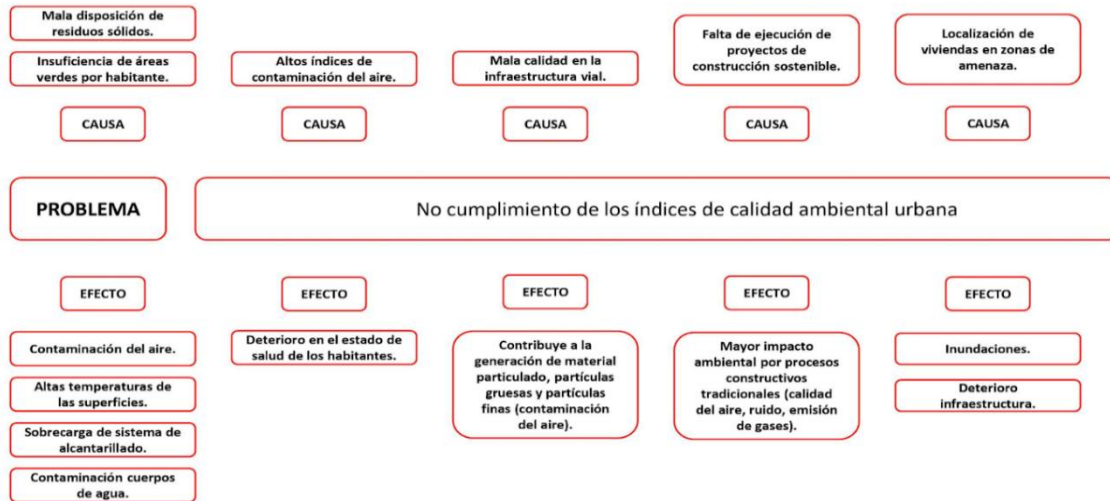 Mala disposición de
residuos sólidos.
Insuficiencia de áreas
verdes por habitante.
Altos índices de
contaminación del aire.
Mala calidad en la
infraestructura vial.
Falta de ejecución de
proyectos de
construcción sostenible.
Localización de
viviendas en zonas de
amenaza.
CAUSA
CAUSA
CAUSA
CAUSA
CAUSA
PROBLEMA
No cumplimiento de los índices de calidad ambiental urbana
EFECTO
EFECTO
EFECTO
EFECTO
EFECTO
Contaminación del aire.
Altas temperaturas de
las superficies.
Sobrecarga de sistema de
alcantarillado.
Contaminación cuerpos
de agua.
Deterioro en el estado de
salud de los habitantes.
Contribuye a la
generación de material
particulado, partículas
gruesas y partículas
finas (contaminación
del aire).
Mayor impacto
ambiental por procesos
constructivos
tradicionales (calidad
del aire, ruido, emisión
de gases).
Inundaciones.
Deterioro
infraestructura.